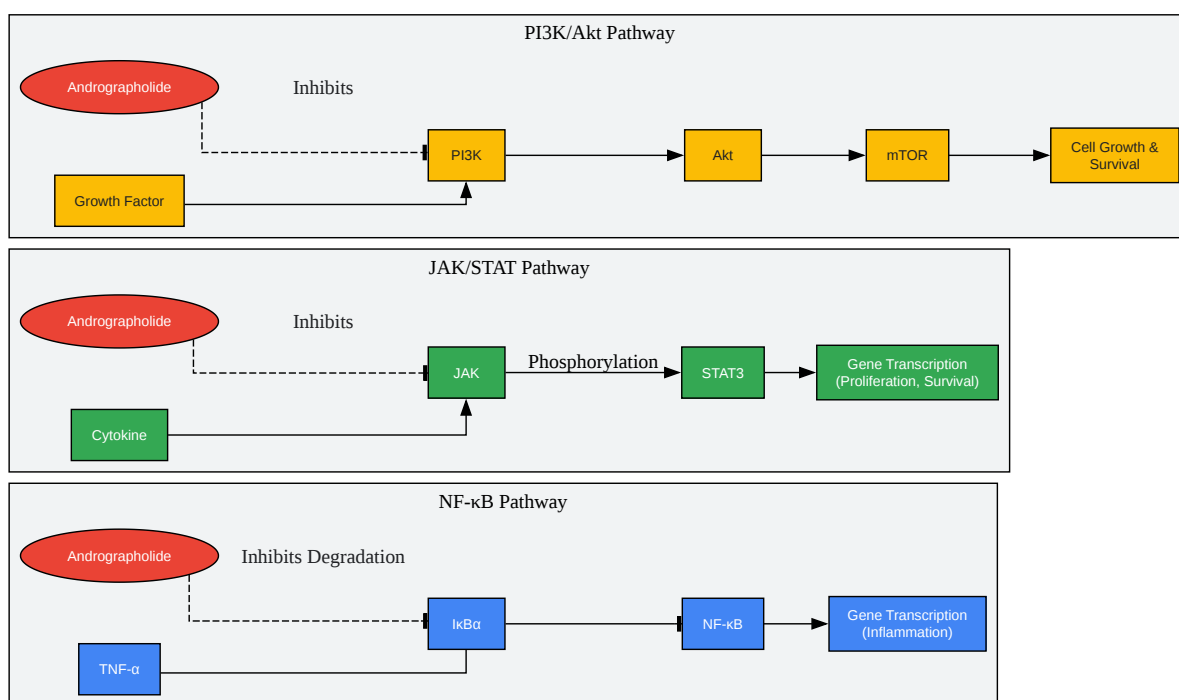 PI3K/Akt Pathway
Andrographolide
Inhibits
PI3K
Akt
mTOR
Cell Growth &
Survival
Growth Factor
JAK/STAT Pathway
Andrographolide
Inhibits
JAK
Phosphorylation
STAT3
Gene Transcription
(Proliferation, Survival)
Cytokine
NF-κB Pathway
Andrographolide
Inhibits Degradation
IκBα
NF-κB
Gene Transcription
(Inflammation)
TNF-α